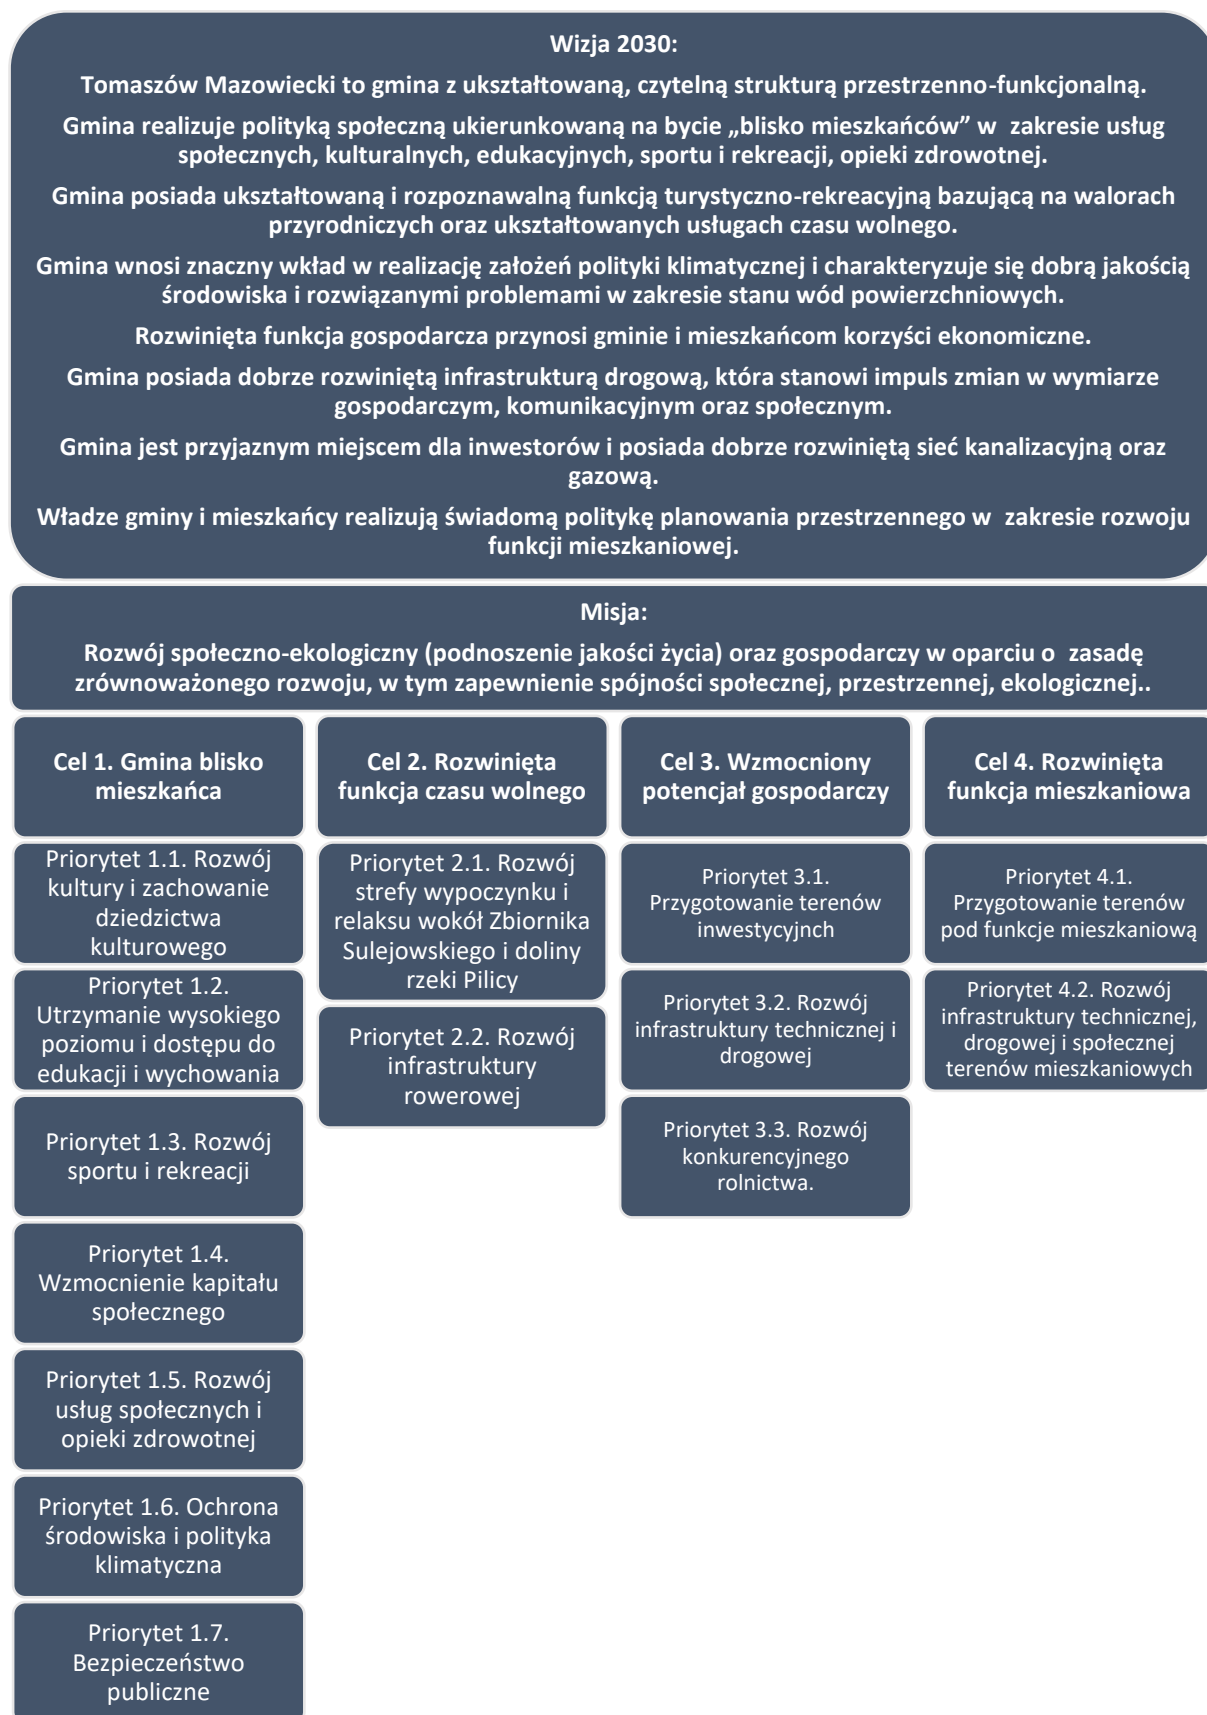 Wizja 2030:
Tomaszów Mazowiecki to gmina z ukształtowaną, czytelną strukturą przestrzenno-funkcjonalną.
Gmina realizuje polityką społeczną ukierunkowaną na bycie „blisko mieszkańców” w zakresie usług
społecznych, kulturalnych, edukacyjnych, sportu i rekreacji, opieki zdrowotnej.
Gmina posiada ukształtowaną i rozpoznawalną funkcją turystyczno-rekreacyjną bazującą na walorach
przyrodniczych oraz ukształtowanych usługach czasu wolnego.
Gmina wnosi znaczny wkład w realizację założeń polityki klimatycznej i charakteryzuje się dobrą jakością
środowiska i rozwiązanymi problemami w zakresie stanu wód powierzchniowych.
Rozwinięta funkcja gospodarcza przynosi gminie i mieszkańcom korzyści ekonomiczne.
Gmina posiada dobrze rozwiniętą infrastrukturą drogową, która stanowi impuls zmian w wymiarze
gospodarczym, komunikacyjnym oraz społecznym.
Gmina jest przyjaznym miejscem dla inwestorów i posiada dobrze rozwiniętą sieć kanalizacyjną oraz
gazową.
Władze gminy i mieszkańcy realizują świadomą politykę planowania przestrzennego w zakresie rozwoju
funkcji mieszkaniowej.
Misja:
Rozwój społeczno-ekologiczny (podnoszenie jakości życia) oraz gospodarczy w oparciu o zasadę
zrównoważonego rozwoju, w tym zapewnienie spójności społecznej, przestrzennej, ekologicznej..
Cel 1. Gmina blisko
mieszkańca
Priorytet 1.1. Rozwój
kultury i zachowanie
dziedzictwa
kulturowego
Priorytet 1.2.
Utrzymanie wysokiego
poziomu i dostępu do
edukacji i wychowania
Priorytet 1.3. Rozwój
sportu i rekreacji
Priorytet 1.4.
Wzmocnienie kapitału
społecznego
Priorytet 1.5. Rozwój
usług społecznych i
opieki zdrowotnej
Priorytet 1.6. Ochrona
środowiska i polityka
klimatyczna
Priorytet 1.7.
Bezpieczeństwo
publiczne
Cel 2. Rozwinięta
funkcja czasu wolnego
Priorytet 2.1. Rozwój
strefy wypoczynku i
relaksu wokół Zbiornika
Sulejowskiego i doliny
rzeki Pilicy
Priorytet 2.2. Rozwój
infrastruktury
rowerowej
Cel 3. Wzmocniony
potencjał gospodarczy
Priorytet 3.1.
Przygotowanie terenów
inwestycyjnch
Priorytet 3.2. Rozwój
infrastruktury technicznej i
drogowej
Priorytet 3.3. Rozwój
konkurencyjnego
rolnictwa.
Cel 4. Rozwinięta
funkcja mieszkaniowa
Priorytet 4.1.
Przygotowanie terenów
pod funkcje mieszkaniową
Priorytet 4.2. Rozwój
infrastruktury technicznej,
drogowej i społecznej
terenów mieszkaniowych